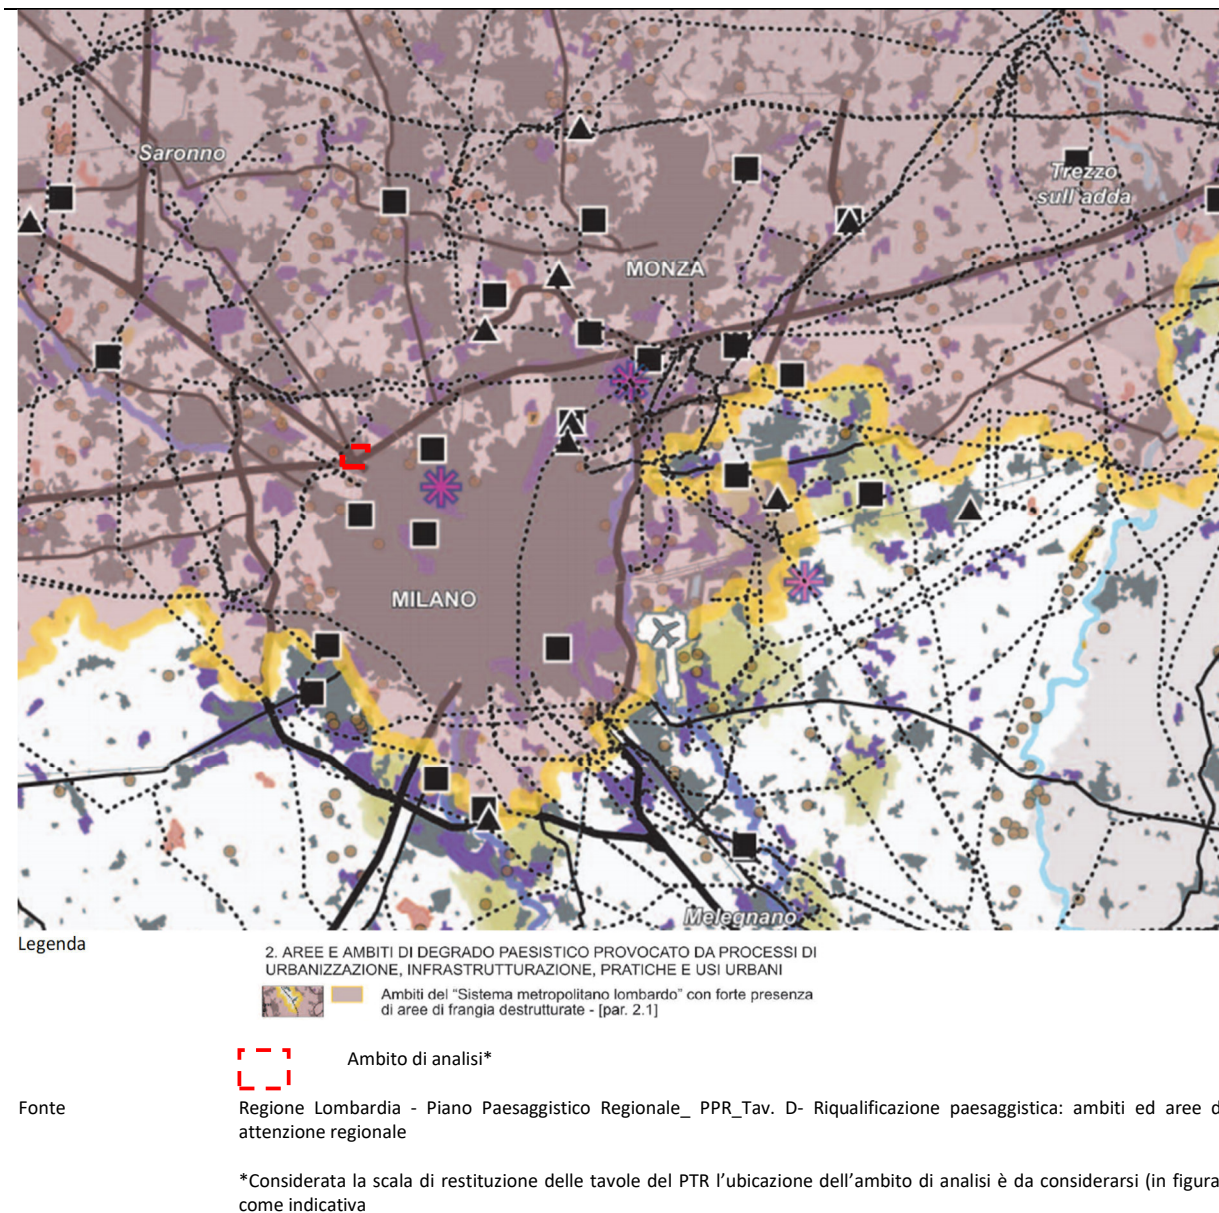 Saronno
Trezzo
sull'adda
MONZA
MILANO
Melegnano
Legenda
2. AREE E AMBITI DI DEGRADO PAESISTICO PROVOCATO DA PROCESSI DI
URBANIZZAZIONE, INFRASTRUTTURAZIONE, PRATICHE E USI URBANI
Ambiti del "Sistema metropolitano lombardo" con forte presenza
di aree di frangia destrutturate - [par. 2.1]
Ambito di analisi*
Fonte
Regione Lombardia - Piano Paesaggistico Regionale_ PPR_Tav. D- Riqualificazione paesaggistica: ambiti ed aree d
attenzione regionale
*Considerata la scala di restituzione delle tavole del PTR l'ubicazione dell'ambito di analisi è da considerarsi (in figura
come indicativa